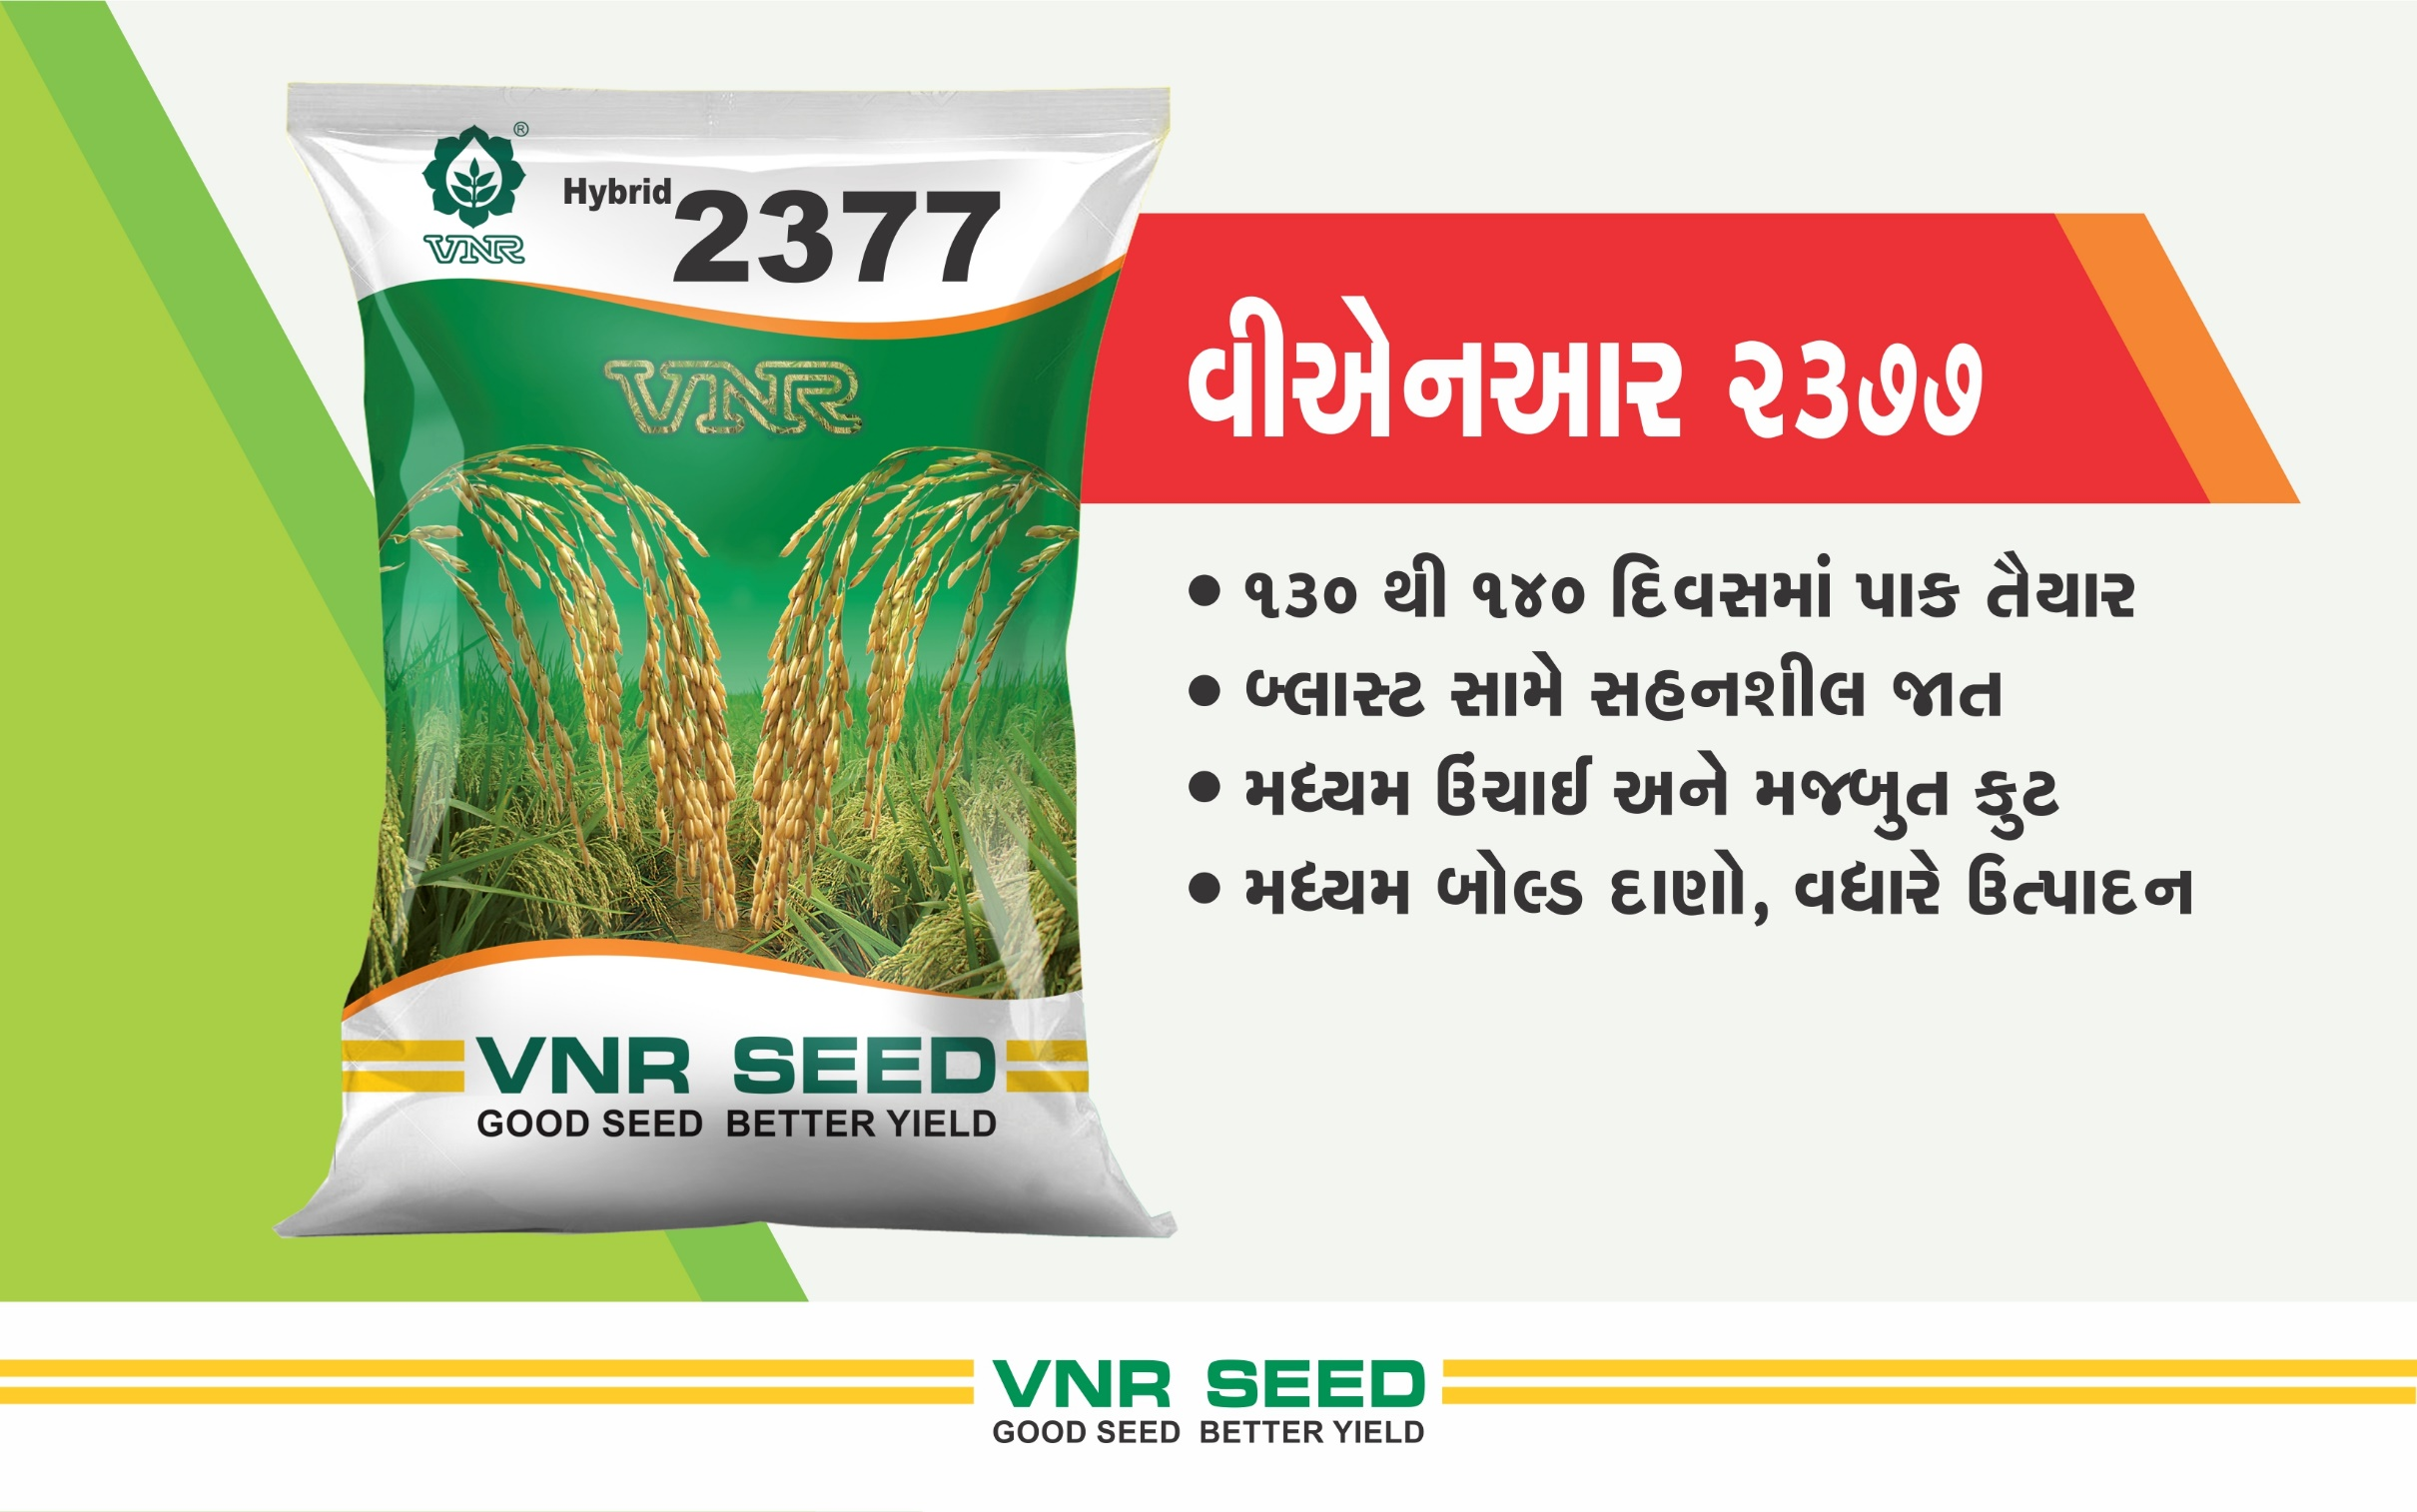 ®
VNR
Hybrid 2377
VNR
VNR SEED
GOOD SEED BETTER YIELD
વીએનઆર ૨૩૭૭
• ૧૩૦ થી ૧૪૦ દિવસમાં પાક તૈયાર
• બ્લાસ્ટ સામે સહનશીલ જાત
• મધ્યમ ઉંચાઈ અને મજબુત ફુટ
• મધ્યમ બોલ્ડ દાણો, વધારે ઉત્પાદન
VNR SEED
GOOD SEED BETTER YIELD